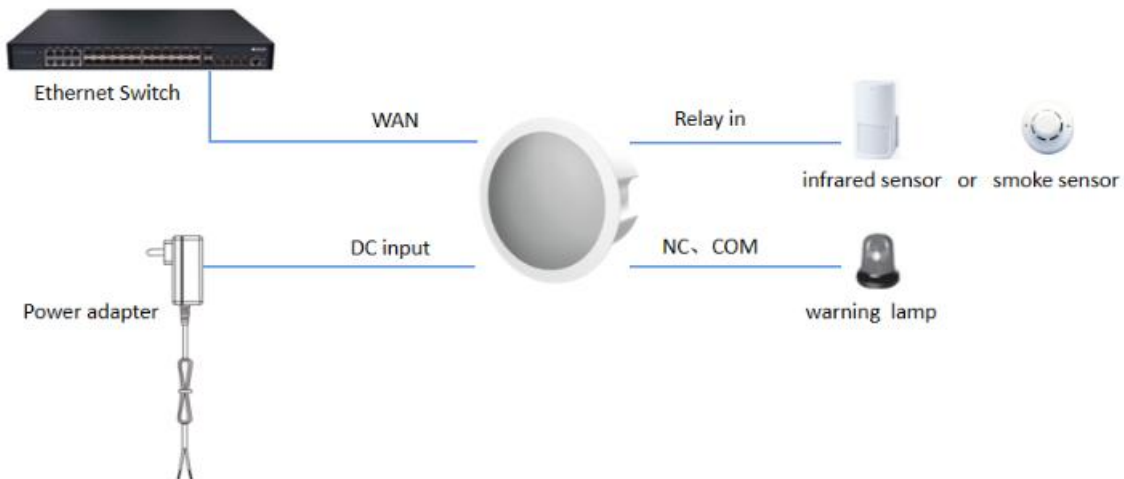 Ethernet Switch
WAN
Relay in
infrared sensor or smoke sensor
DC input
NC、COM
Power adapter
warning lamp